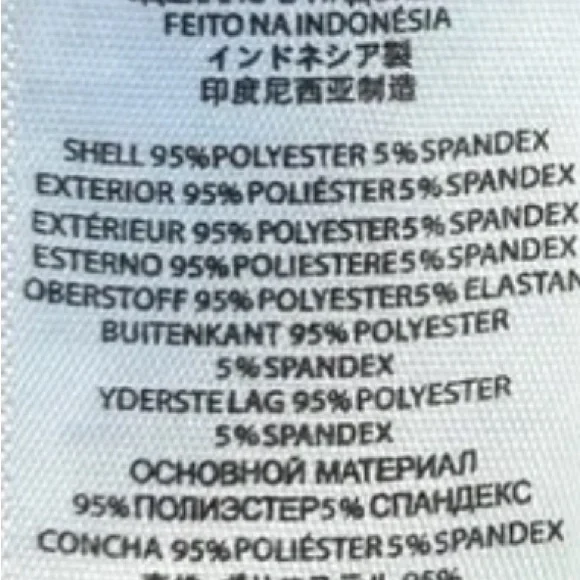 FEITO NA INDONÉSIA
インドネシア製
印度尼西亚制造
SHELL 95% POLYESTER 5% SPANDEX
EXTERIOR 95% POLIÉSTER 5% SPANDEX
EXTÉRIEUR 95% POLYESTER 5% SPANDEX
ESTERNO 95% POLIESTERE 5% SPANDEX
OBERSTOFF 95% POLYESTER 5% ELASTAN
BUITENKANT 95% POLYESTER
5% SPANDEX
YDERSTE LAG 95% POLYESTER
5% SPANDEX
ОСНОВНОЙ МАТЕРИАЛ
95% ПОЛИЭСТЕР 5% СПАНДЕКС
CONCHA 95% POLIÉSTER 5% SPANDEX
95%